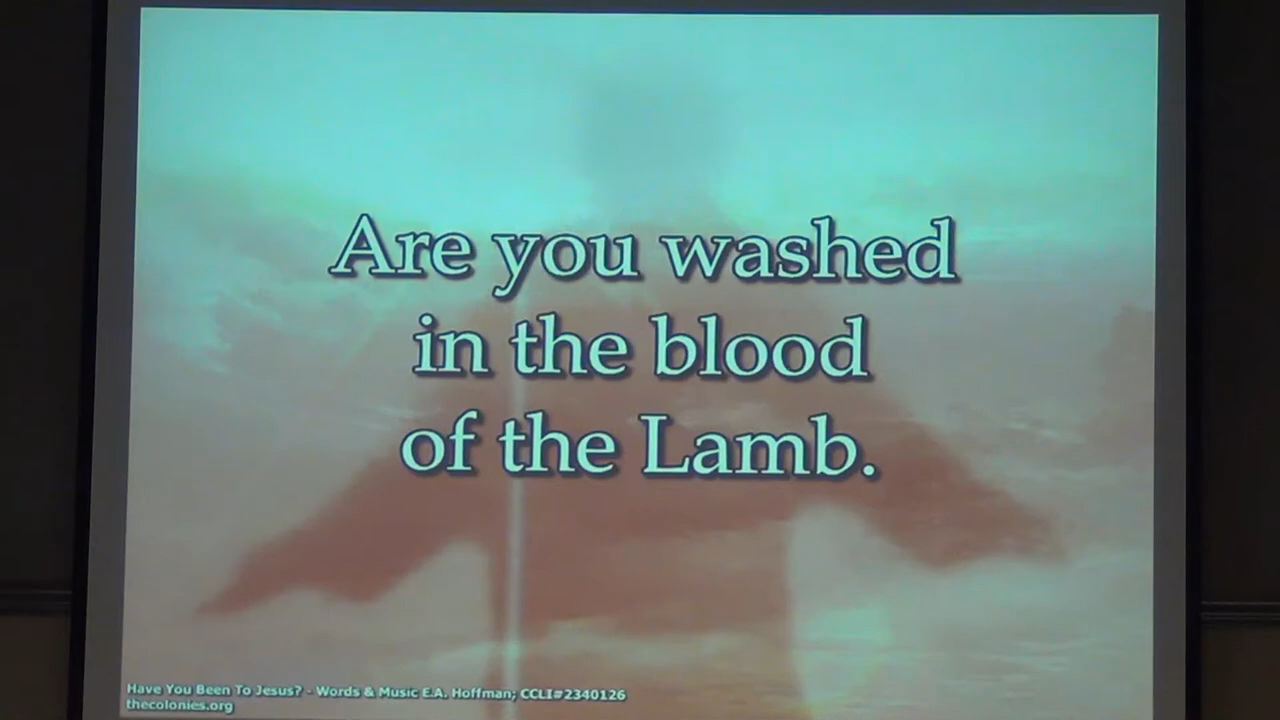 Are you washed
in the blood
of the Lamb.
Have You Been To Jesus? - Words & Music E.A. Hoffman; CCLI#2340126
thecolonies.org